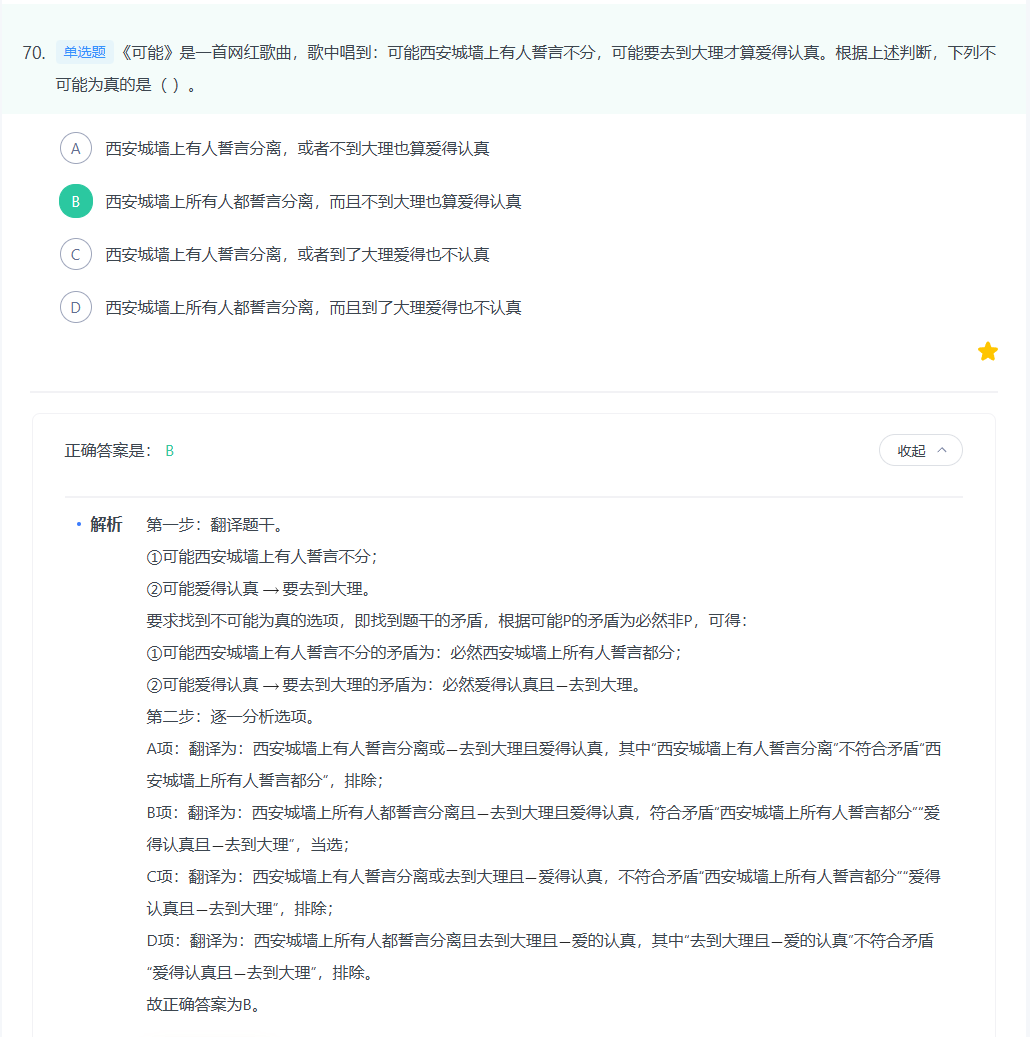 70. 单选题 《可能》是一首网红歌曲，歌中唱到：可能西安城墙上有人誓言不分，可能要去到大理才算爱得认真。根据上述判断，下列不
可能为真的是（ ）。
A 西安城墙上有人誓言分离，或者不到大理也算爱得认真
B 西安城墙上所有人都誓言分离，而且不到大理也算爱得认真
C 西安城墙上有人誓言分离，或者到了大理爱得也不认真
D 西安城墙上所有人都誓言分离，而且到了大理爱得也不认真
正确答案是： B 收起
· 解析 第一步：翻译题干。
①可能西安城墙上有人誓言不分；
②可能爱得认真→要去到大理。
要求找到不可能为真的选项，即找到题干的矛盾，根据可能P的矛盾为必然非P，可得：
①可能西安城墙上有人誓言不分的矛盾为：必然西安城墙上所有人誓言都分；
②可能爱得认真→要去到大理的矛盾为：必然爱得认真且—去到大理。
第二步：逐一分析选项。
A项：翻译为：西安城墙上有人誓言分离或—去到大理且爱得认真，其中“西安城墙上有人誓言分离”不符合矛盾“西
安城墙上所有人誓言都分”，排除；
B项：翻译为：西安城墙上所有人都誓言分离且—去到大理且爱得认真，符合矛盾“西安城墙上所有人誓言都分”“爱
得认真且—去到大理”，当选；
C项：翻译为：西安城墙上有人誓言分离或去到大理且—爱得认真，不符合矛盾“西安城墙上所有人誓言都分”“爱得
认真且—去到大理”，排除；
D项：翻译为：西安城墙上所有人都誓言分离且去到大理且—爱的认真，其中“去到大理且—爱的认真”不符合矛盾
“爱得认真且—去到大理”，排除。
故正确答案为B。